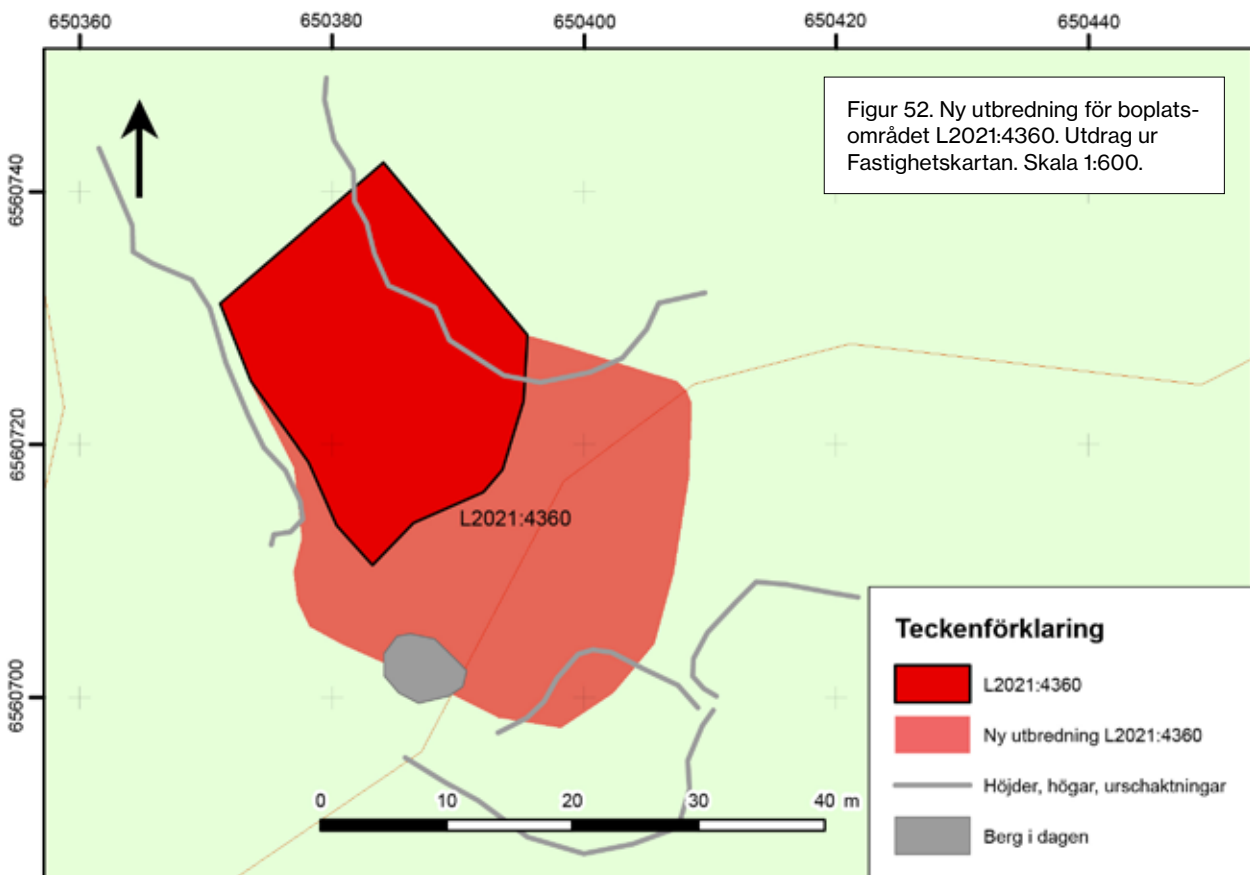 650360 650380 650400 650420 650440
Figur 52. Ny utbredning för boplats-
området L2021:4360. Utdrag ur
Fastighetskartan. Skala 1:600.
6560740
6560720
6560700
L2021:4360
0 10 20 30 40 m
Teckenförklaring
L2021:4360
Ny utbredning L2021:4360
Höjder, högar, urschaktningar
Berg i dagen